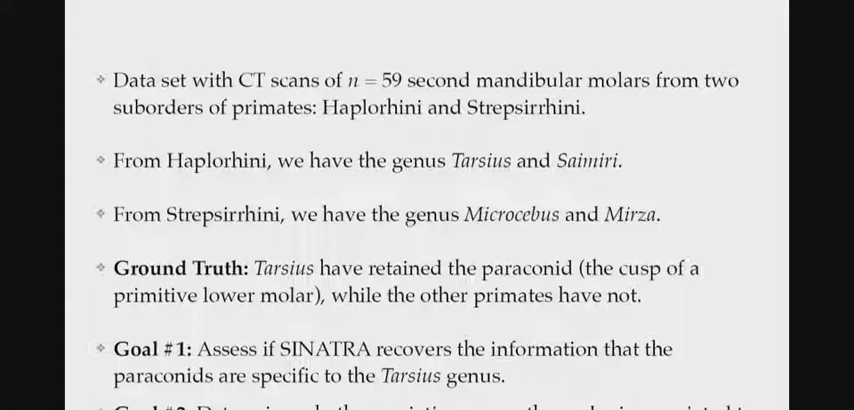 Data set with CT scans of n = 59 second mandibular molars from two
suborders of primates: Haplorhini and Strepsirrhini.
From Haplorhini, we have the genus Tarsius and Saimiri.
From Strepsirrhini, we have the genus Microcebus and Mirza.
Ground Truth: Tarsius have retained the paraconid (the cusp of a
primitive lower molar), while the other primates have not.
Goal #1: Assess if SINATRA recovers the information that the
paraconids are specific to the Tarsius genus.